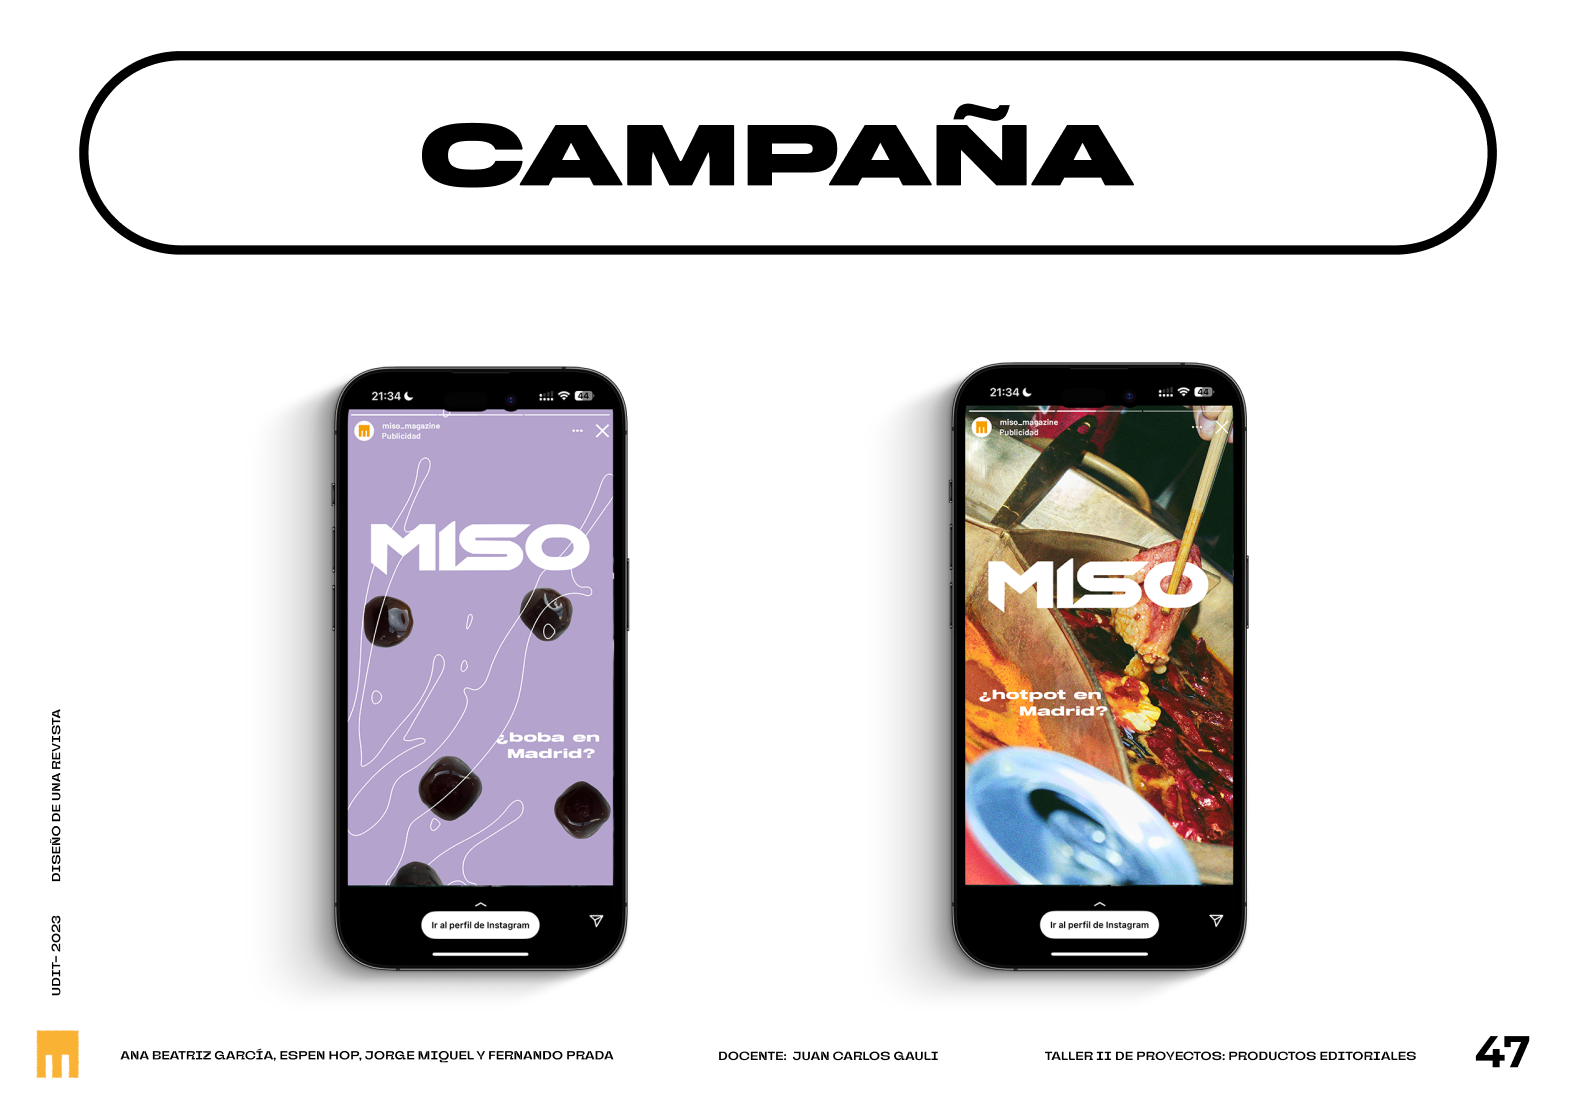 CAMPAÑA
21:34
44
miso_magazine
Publicidad
MISO
¿boba en
Madrid?
Ir al perfil de Instagram
21:34
44
miso_magazine
Publicidad
MISO
¿hotpot en
Madrid?
Ir al perfil de Instagram
UDIT– 2023 DISEÑO DE UNA REVISTA
ANA BEATRIZ GARCÍA, ESPEN HOP, JORGE MIQUEL Y FERNANDO PRADA
DOCENTE: JUAN CARLOS GAULI
TALLER II DE PROYECTOS: PRODUCTOS EDITORIALES
47